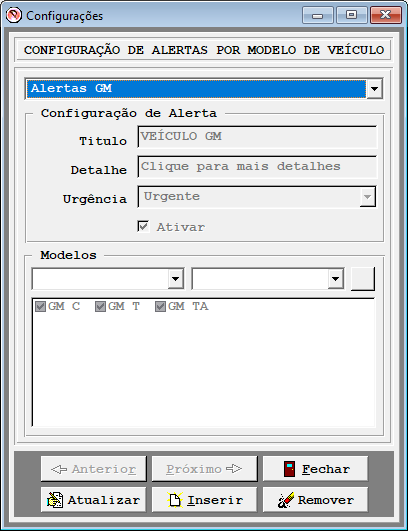 Configurações
CONFIGURAÇÃO DE ALERTAS POR MODELO DE VEÍCULO
Alertas GM
Configuração de Alerta
Titulo VEÍCULO GM
Detalhe Clique para mais detalhes
Urgência Urgente
Ativar
Modelos
GM C GM T GM TA
Anterior Próximo Fechar
Atualizar Inserir Remover